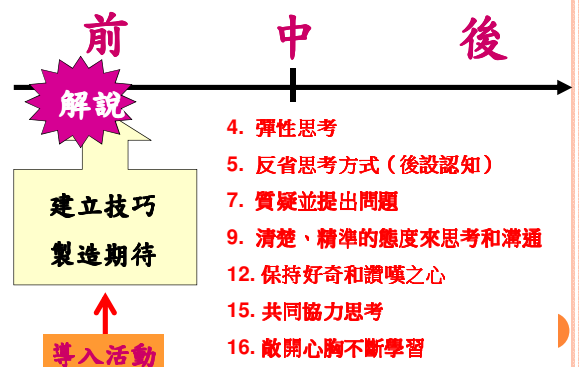 前 中 後
解說
建立技巧
製造期待
導入活動
4. 彈性思考
5. 反省思考方式（後設認知）
7. 質疑並提出問題
9. 清楚、精準的態度來思考和溝通
12. 保持好奇和讚嘆之心
15. 共同協力思考
16. 敞開心胸不斷學習